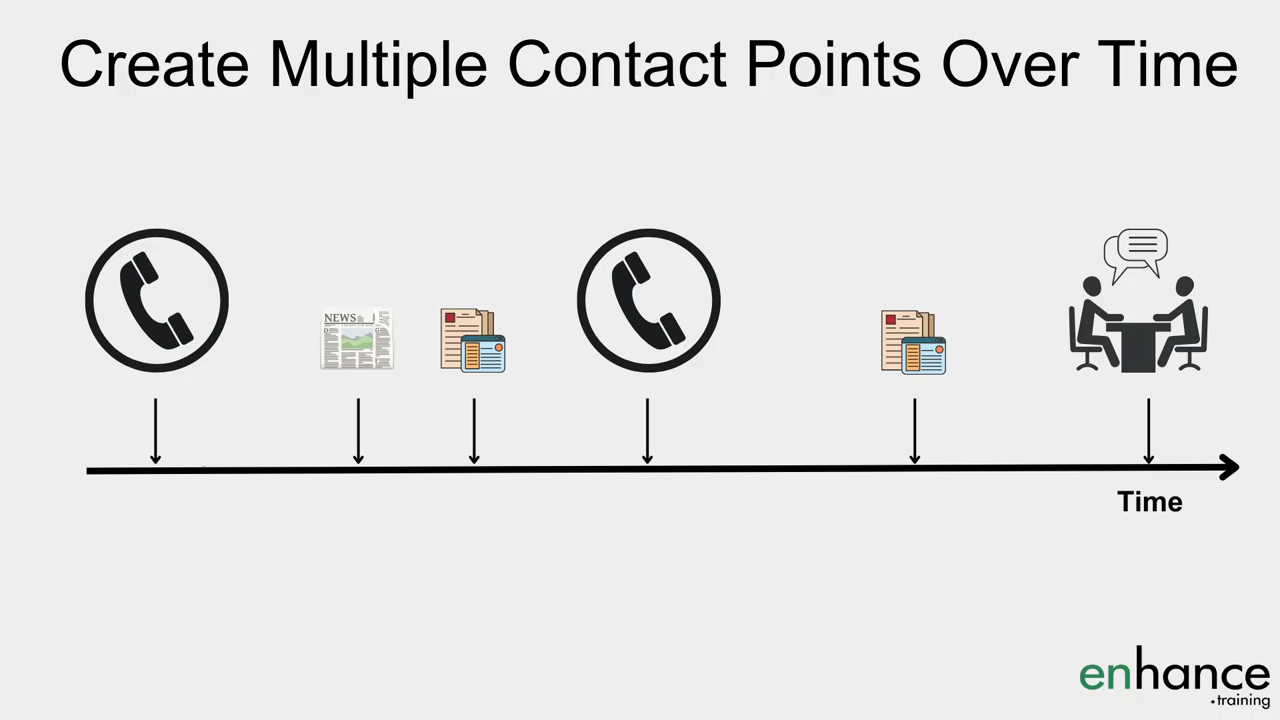 Create Multiple Contact Points Over Time
NEWS
Time
enhance
.training